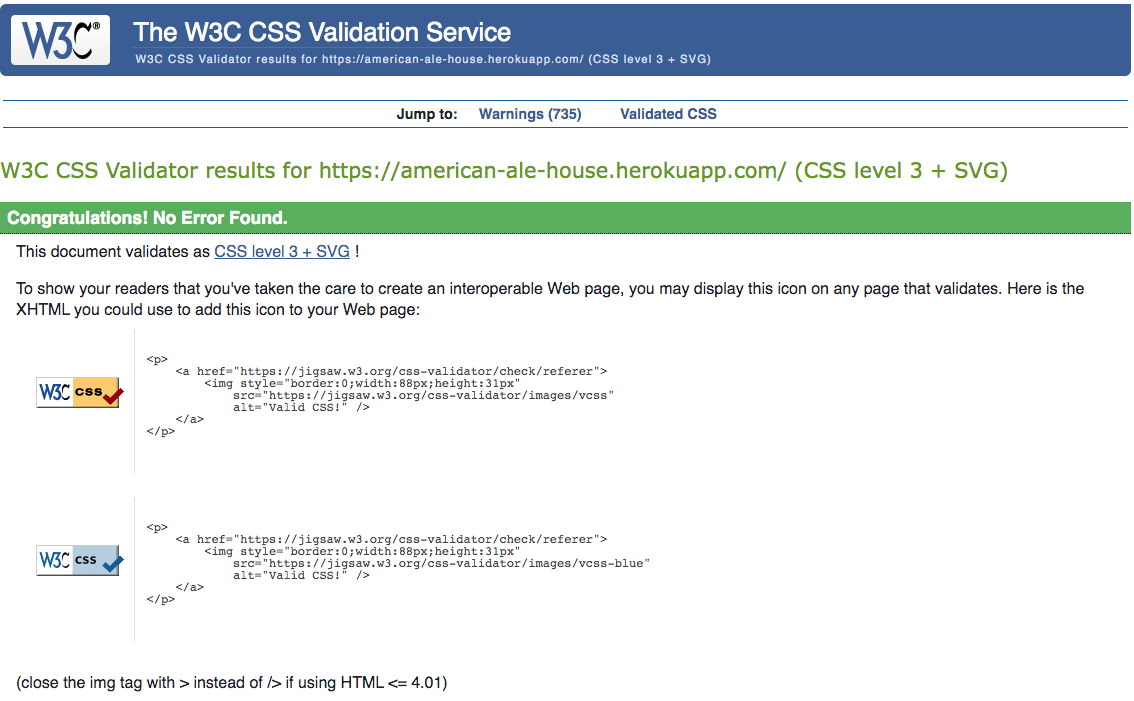 W3C®
The W3C CSS Validation Service
W3C CSS Validator results for https://american-ale-house.herokuapp.com/ (CSS level 3 + SVG)
Jump to: Warnings (735) Validated CSS
W3C CSS Validator results for https://american-ale-house.herokuapp.com/ (CSS level 3 + SVG)
Congratulations! No Error Found.
This document validates as CSS level 3 + SVG !
To show your readers that you've taken the care to create an interoperable Web page, you may display this icon on any page that validates. Here is the
XHTML you could use to add this icon to your Web page:
W3C css
<p>
<a href="https://jigsaw.w3.org/css-validator/check/referer">
<img style="border:0;width:88px;height:31px"
src="https://jigsaw.w3.org/css-validator/images/vcss"
alt="Valid CSS!" />
</a>
</p>
W3C css
<p>
<a href="https://jigsaw.w3.org/css-validator/check/referer">
<img style="border:0;width:88px;height:31px"
src="https://jigsaw.w3.org/css-validator/images/vcss-blue"
alt="Valid CSS!" />
</a>
</p>
(close the img tag with > instead of /> if using HTML <= 4.01)